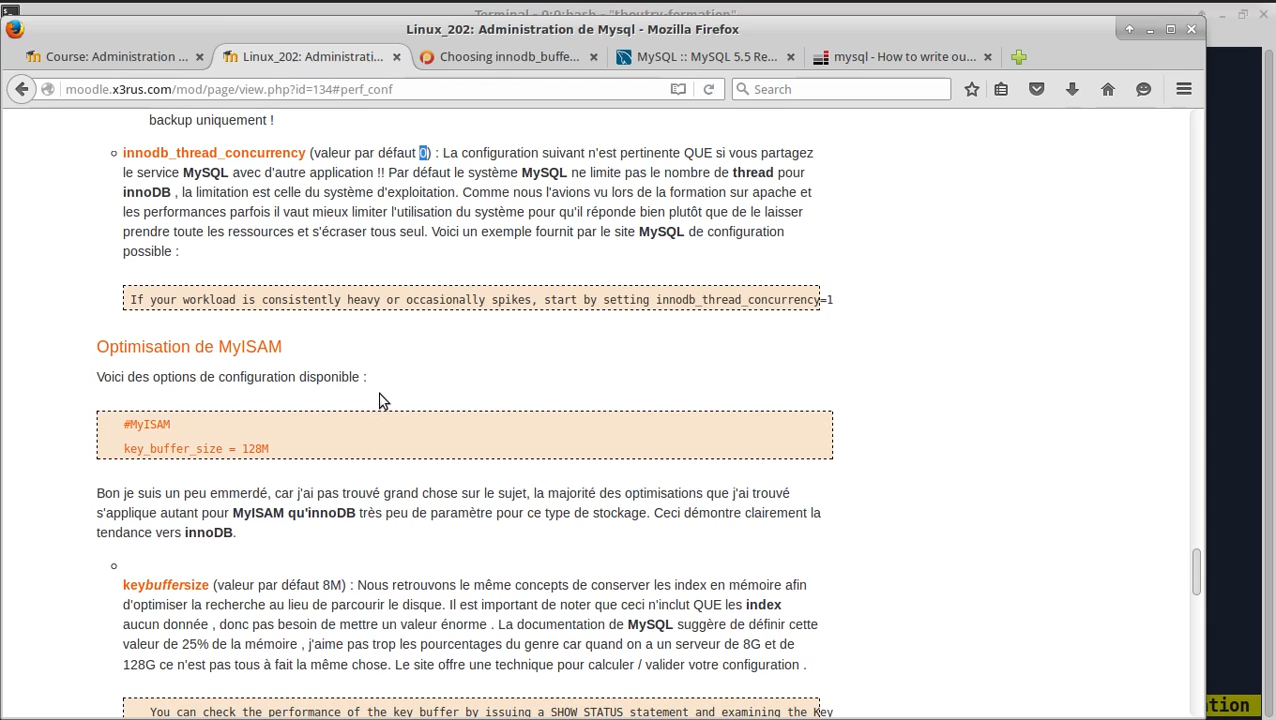 Terminal - 0:0:bash - "thoutry-formation"
Linux_202: Administration de Mysql - Mozilla Firefox
Course: Administration ...
Linux_202: Administrati...
Choosing innodb_buffe...
MySQL :: MySQL 5.5 Re...
mysql - How to write ou...
moodle.x3rus.com/mod/page/view.php?id=134#perf_conf
Search
backup uniquement !
innodb_thread_concurrency (valeur par défaut 0) : La configuration suivant n'est pertinente QUE si vous partagez
le service MySQL avec d'autre application !! Par défaut le système MySQL ne limite pas le nombre de thread pour
innoDB , la limitation est celle du système d'exploitation. Comme nous l'avions vu lors de la formation sur apache et
les performances parfois il vaut mieux limiter l'utilisation du système pour qu'il réponde bien plutôt que de le laisser
prendre toute les ressources et s'écraser tous seul. Voici un exemple fournit par le site MySQL de configuration
possible :
If your workload is consistently heavy or occasionally spikes, start by setting innodb_thread_concurrency=1
Optimisation de MyISAM
Voici des options de configuration disponible :
#MyISAM
key_buffer_size = 128M
Bon je suis un peu emmerdé, car j'ai pas trouvé grand chose sur le sujet, la majorité des optimisations que j'ai trouvé
s'applique autant pour MyISAM qu'innoDB très peu de paramètre pour ce type de stockage. Ceci démontre clairement la
tendance vers innoDB.
keybuffersize (valeur par défaut 8M) : Nous retrouvons le même concepts de conserver les index en mémoire afin
d'optimiser la recherche au lieu de parcourir le disque. Il est important de noter que ceci n'inclut QUE les index
aucun donnée , donc pas besoin de mettre un valeur énorme . La documentation de MySQL suggère de définir cette
valeur de 25% de la mémoire , j'aime pas trop les pourcentages du genre car quand on a un serveur de 8G et de
128G ce n'est pas tous à fait la même chose. Le site offre une technique pour calculer / valider votre configuration .
You can check the performance of the key buffer by issuing a SHOW STATUS statement and examining the Key
ation